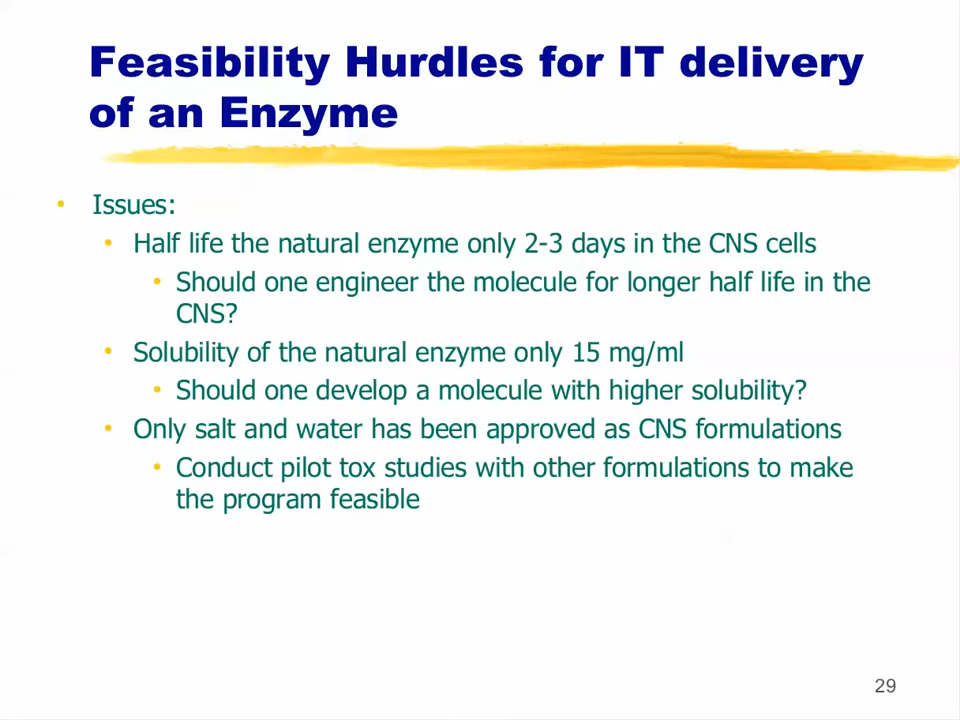 Feasibility Hurdles for IT delivery
of an Enzyme
• Issues:
• Half life the natural enzyme only 2-3 days in the CNS cells
• Should one engineer the molecule for longer half life in the
CNS?
• Solubility of the natural enzyme only 15 mg/ml
• Should one develop a molecule with higher solubility?
• Only salt and water has been approved as CNS formulations
• Conduct pilot tox studies with other formulations to make
the program feasible
29